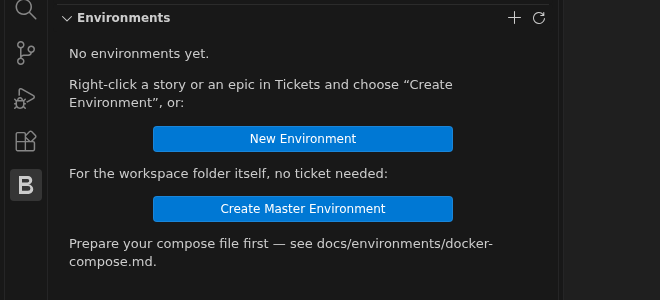 Environments
No environments yet.
Right-click a story or an epic in Tickets and choose “Create
Environment”, or:
New Environment
For the workspace folder itself, no ticket needed:
B
Create Master Environment
Prepare your compose file first — see docs/environments/docker-
compose.md.